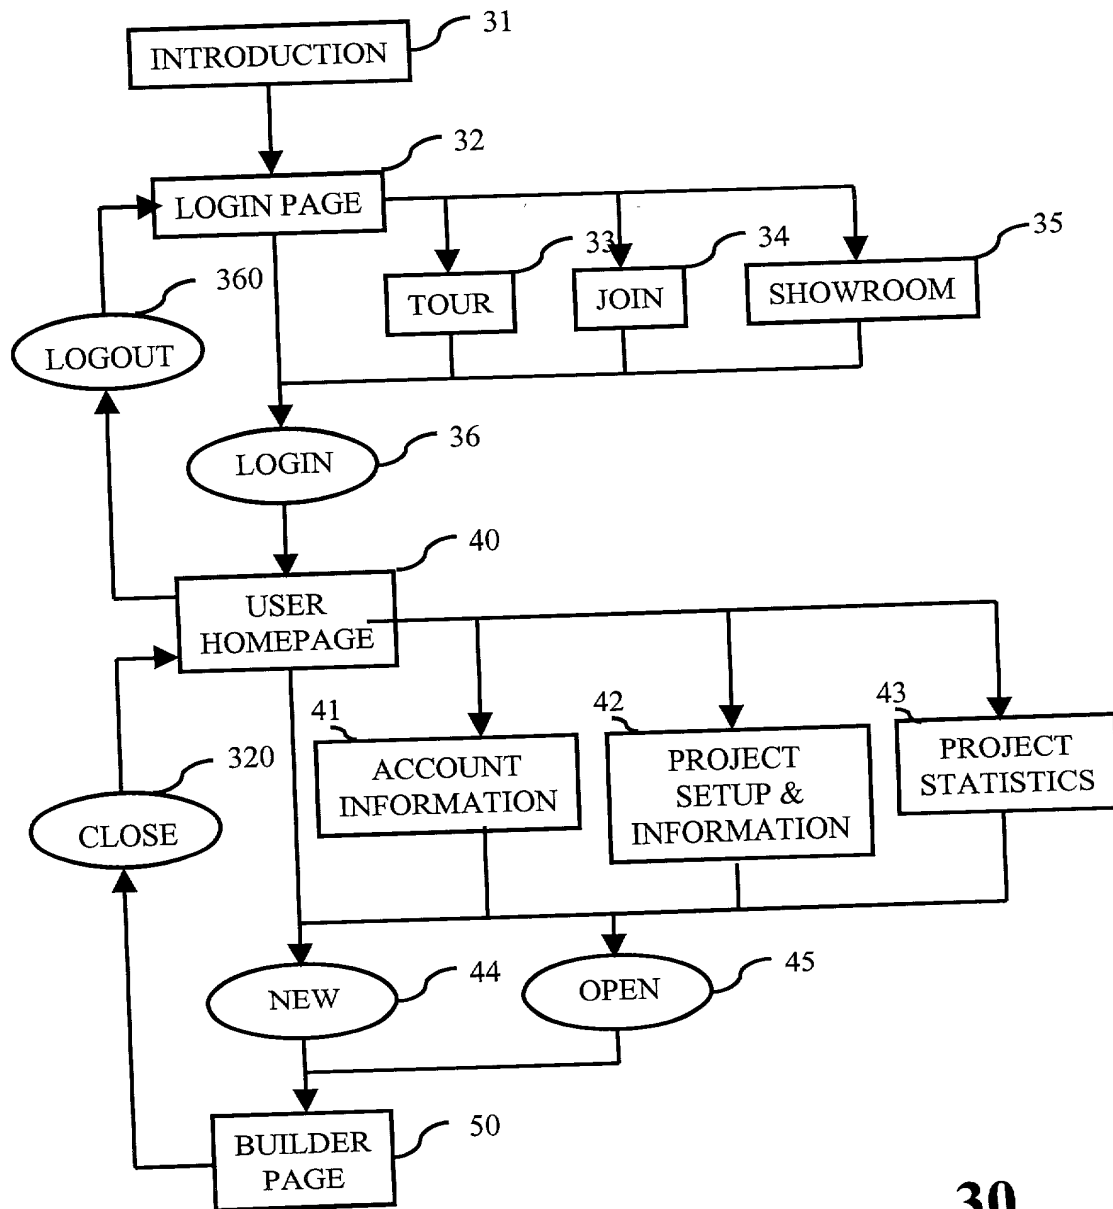 31
INTRODUCTION
32
LOGIN PAGE
33
34
35
360
TOUR
JOIN
SHOWROOM
LOGOUT
36
LOGIN
40
USER
HOMEPAGE
41
42
43
320
ACCOUNT
INFORMATION
PROJECT
SETUP &
INFORMATION
PROJECT
STATISTICS
CLOSE
44
45
NEW
OPEN
50
BUILDER
PAGE
30